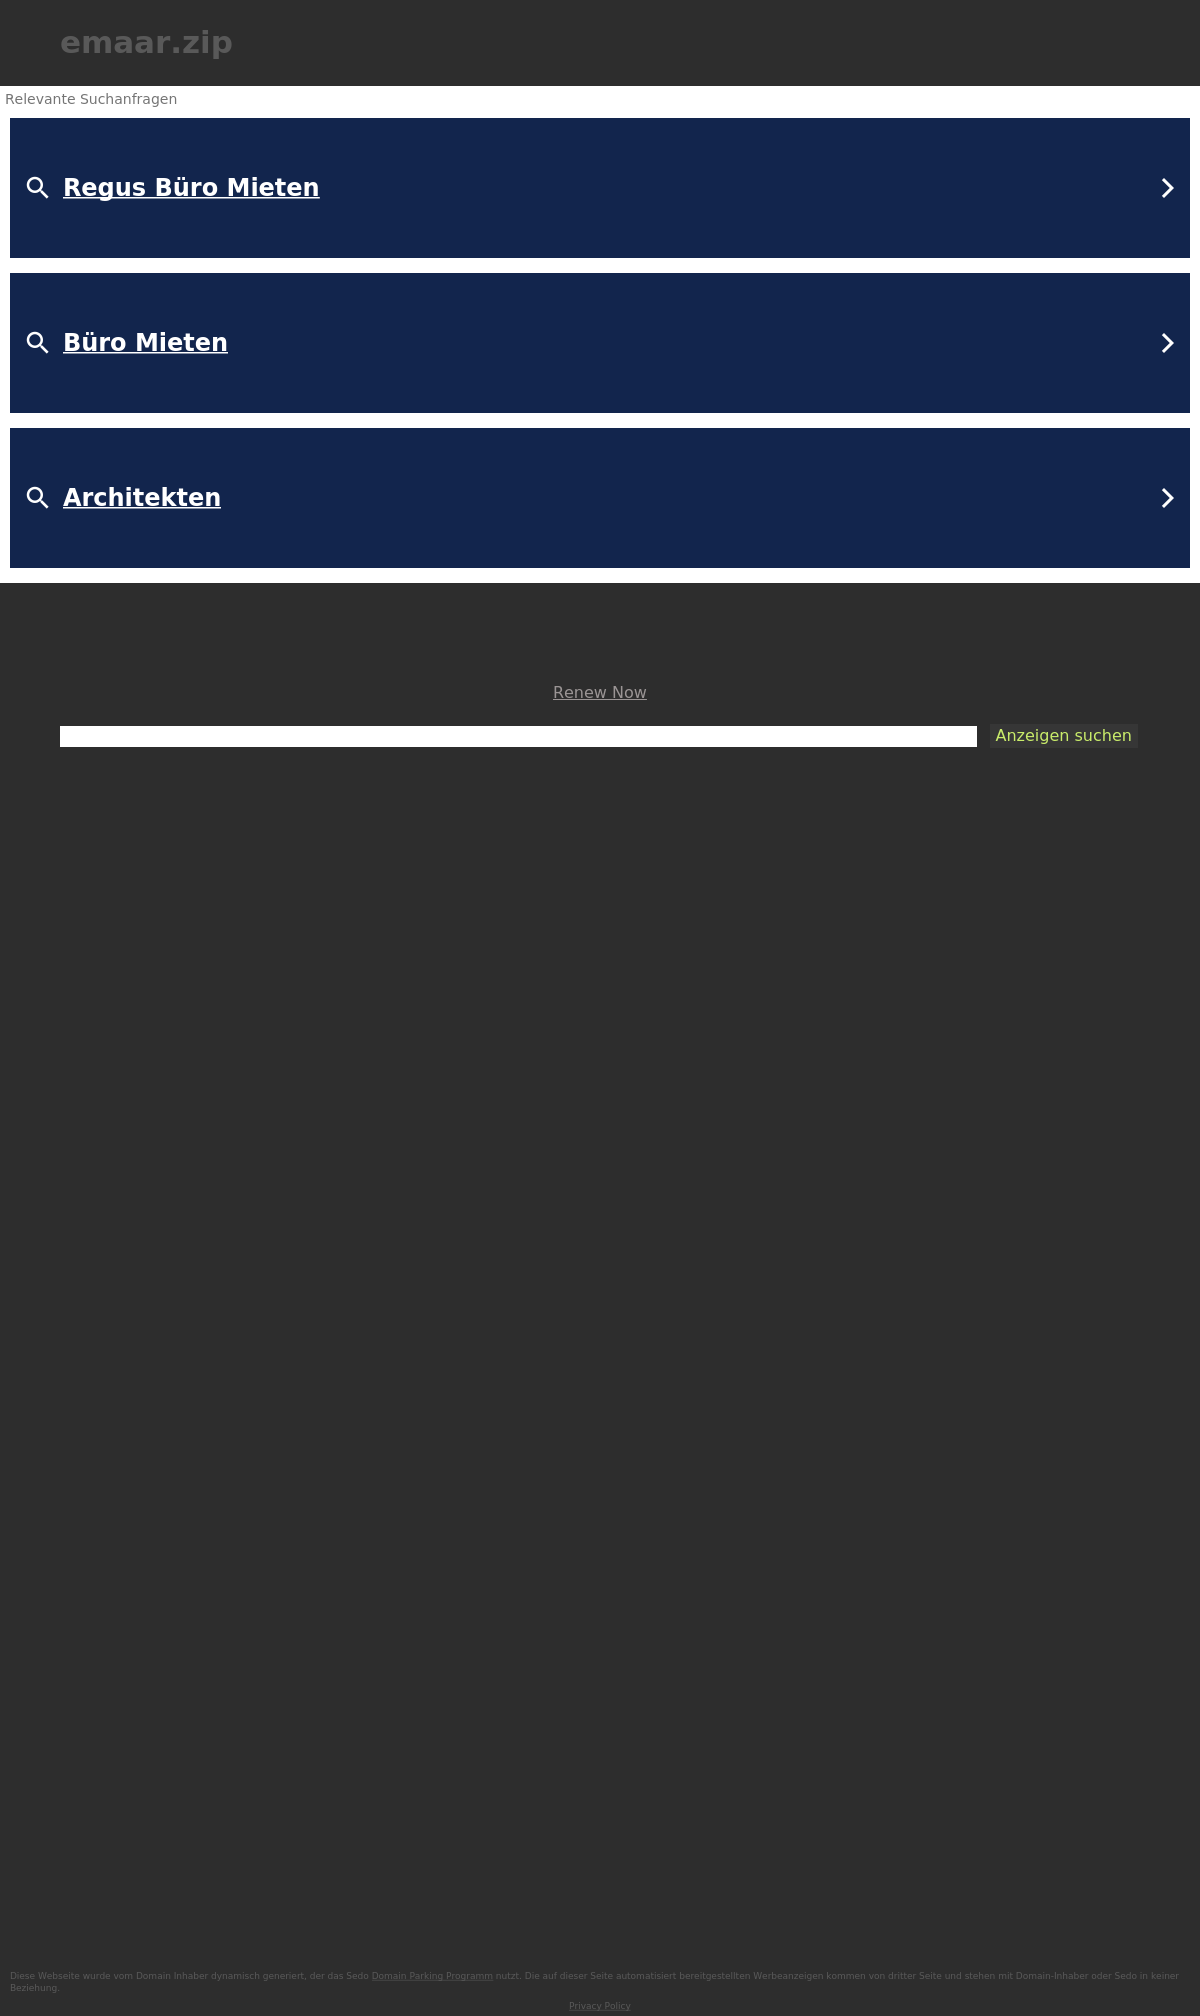 emaar.zip
Relevante Suchanfragen
Regus Büro Mieten
Büro Mieten
Architekten
Renew Now
Anzeigen suchen
Diese Webseite wurde vom Domain Inhaber dynamisch generiert, der das Sedo Domain Parking Programm nutzt. Die auf dieser Seite automatisiert bereitgestellten Werbeanzeigen kommen von dritter Seite und stehen mit Domain-Inhaber oder Sedo in keiner
Beziehung.
Privacy Policy